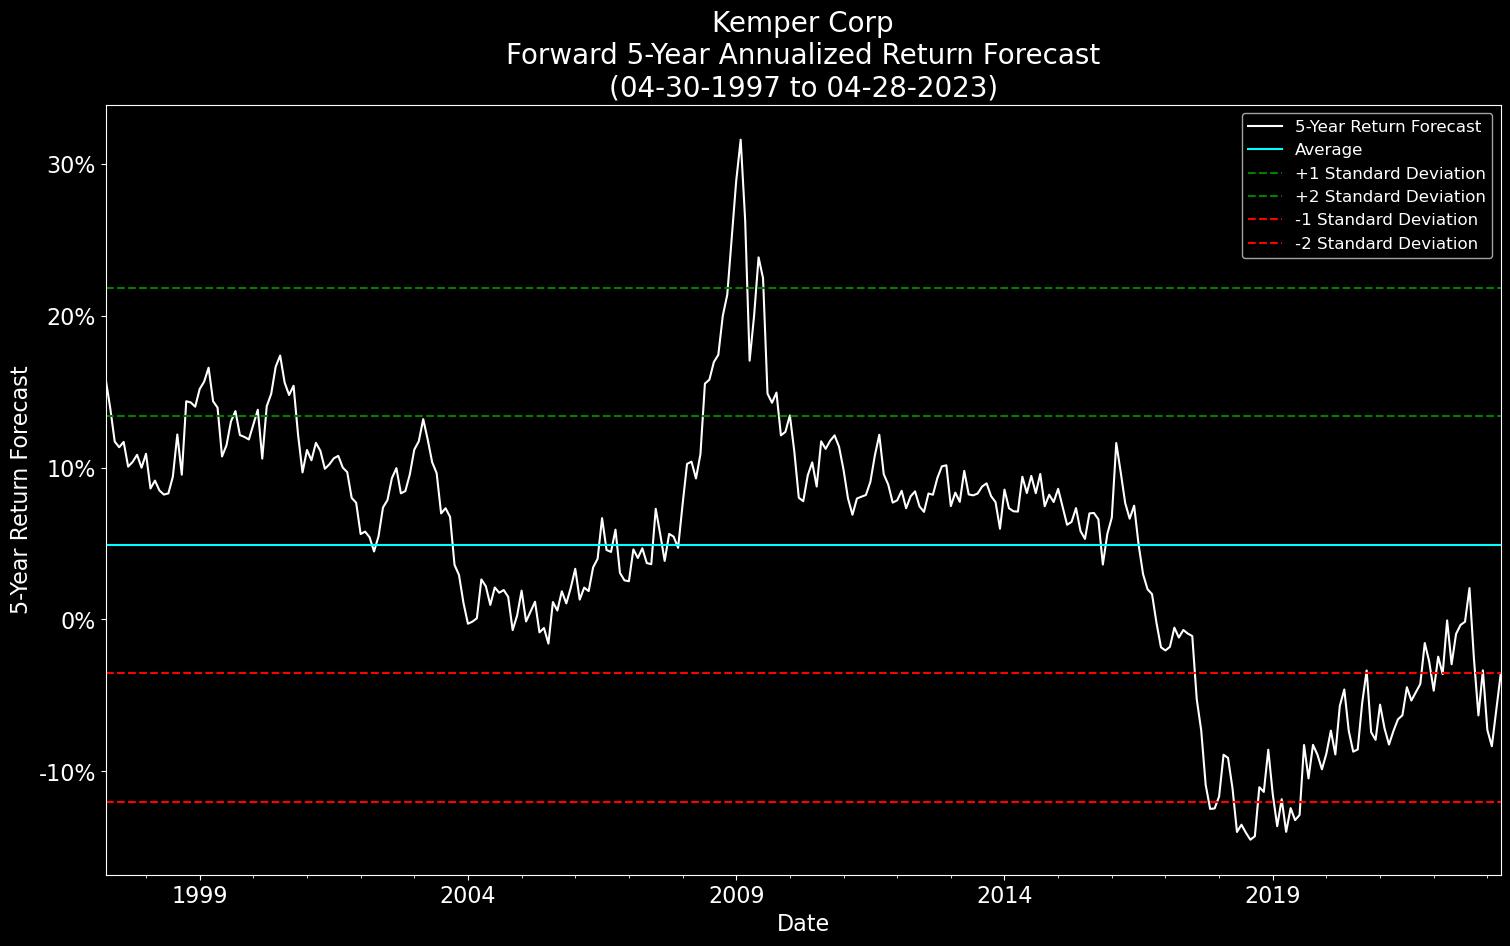 Kemper Corp
Forward 5-Year Annualized Return Forecast
(04-30-1997 to 04-28-2023)
5-Year Return Forecast
Average
+1 Standard Deviation
+2 Standard Deviation
-1 Standard Deviation
-2 Standard Deviation
5-Year Return Forecast
30%
20%
10%
0%
-10%
1999
2004
2009
2014
2019
Date